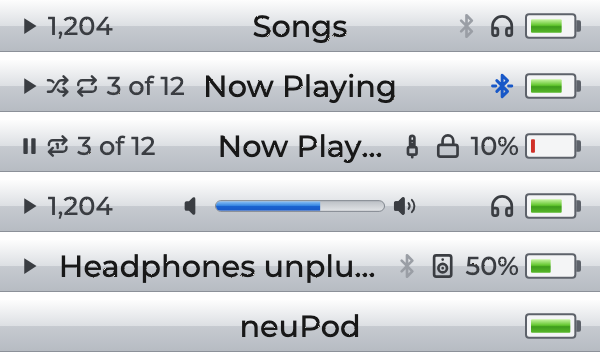 1,204 Songs
3 of 12 Now Playing
3 of 12 Now Play... 10%
1,204
Headphones unplu... 50%
neuPod